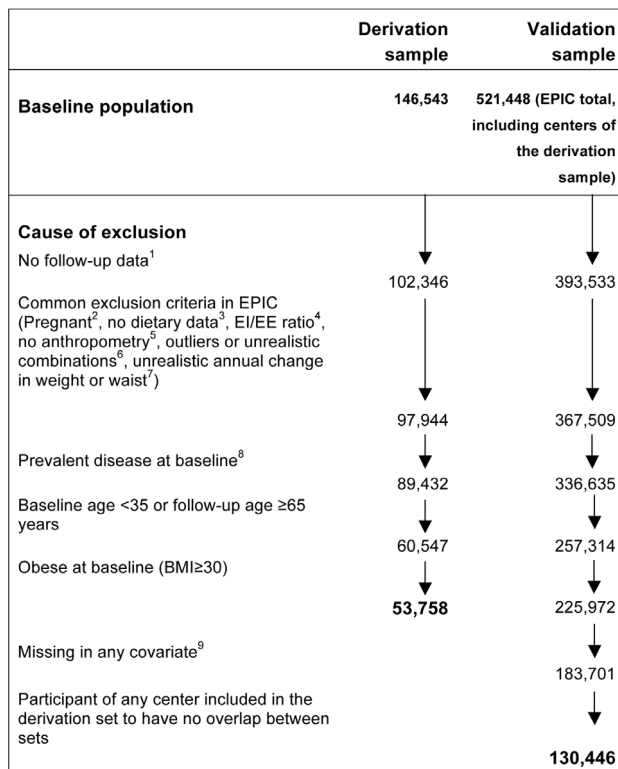 Derivation sample
Validation sample
Baseline population
146,543
521,448 (EPIC total,
including centers of
the derivation
sample)
Cause of exclusion
No follow-up data1
102,346
393,533
Common exclusion criteria in EPIC
(Pregnant2, no dietary data3, EI/EE ratio4,
no anthropometry5, outliers or unrealistic
combinations6, unrealistic annual change
in weight or waist7)
97,944
367,509
Prevalent disease at baseline8
89,432
336,635
Baseline age <35 or follow-up age ≥65
years
60,547
257,314
Obese at baseline (BMI≥30)
53,758
225,972
Missing in any covariate9
183,701
Participant of any center included in the
derivation set to have no overlap between
sets
130,446